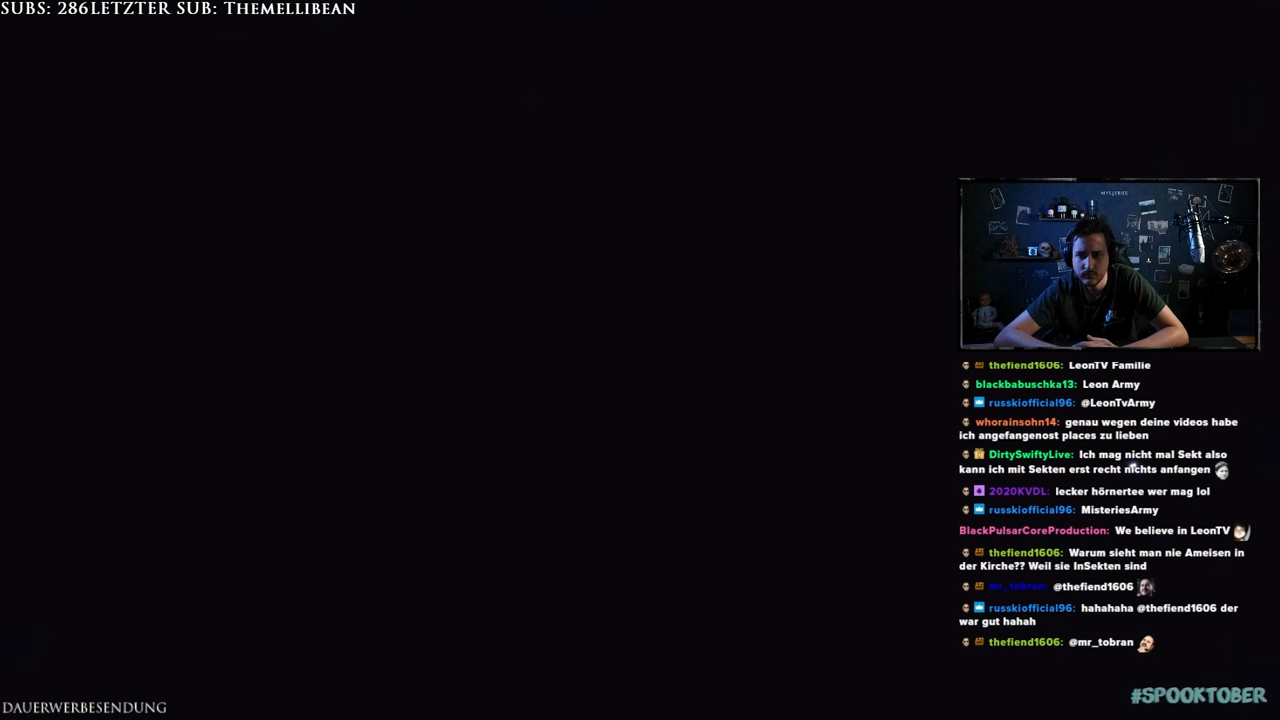 SUBS: 286LETZTER SUB: THEMELLIBEAN
MYSTERIES
thefiend1606: LeonTV Familie
blackbabuschka13: Leon Army
russkiofficial96: @LeonTvArmy
whorainsohn14: genau wegen deine videos habe
ich angefangenost places zu lieben
DirtySwiftyLive: Ich mag nicht mal Sekt also
kann ich mit Sekten erst recht nichts anfangen
2020KVDL: lecker hörnertee wer mag lol
russkiofficial96: MisteriesArmy
BlackPulsarCoreProduction: We believe in LeonTV
thefiend1606: Warum sieht man nie Ameisen in
der Kirche?? Weil sie InSekten sind
mr_tobran: @thefiend1606
russkiofficial96: hahahaha @thefiend1606 der
war gut hahah
thefiend1606: @mr_tobran
#SPOOKTOBER
DAUERWERBESENDUNG